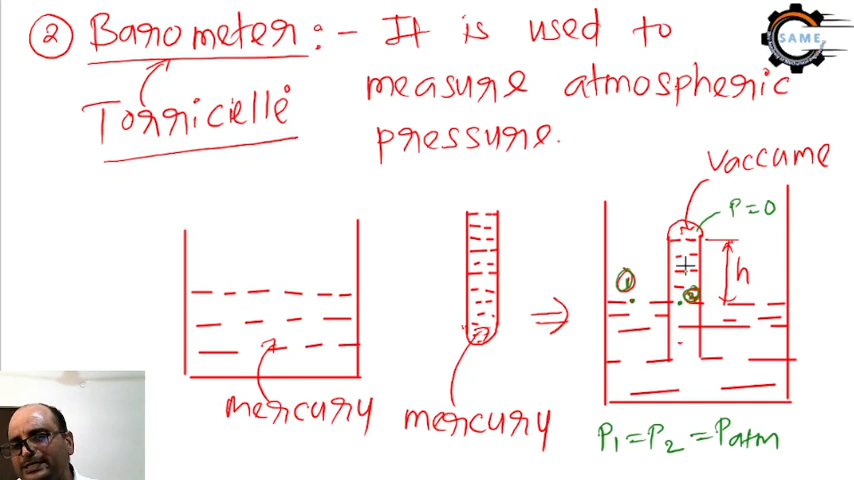 ② Barometer :- It is used to
measure atmospheric
pressure.
Torricielle
SAME
Vaccume
P=0
h
①
②
mercury
mercury
P1=P2=Patm